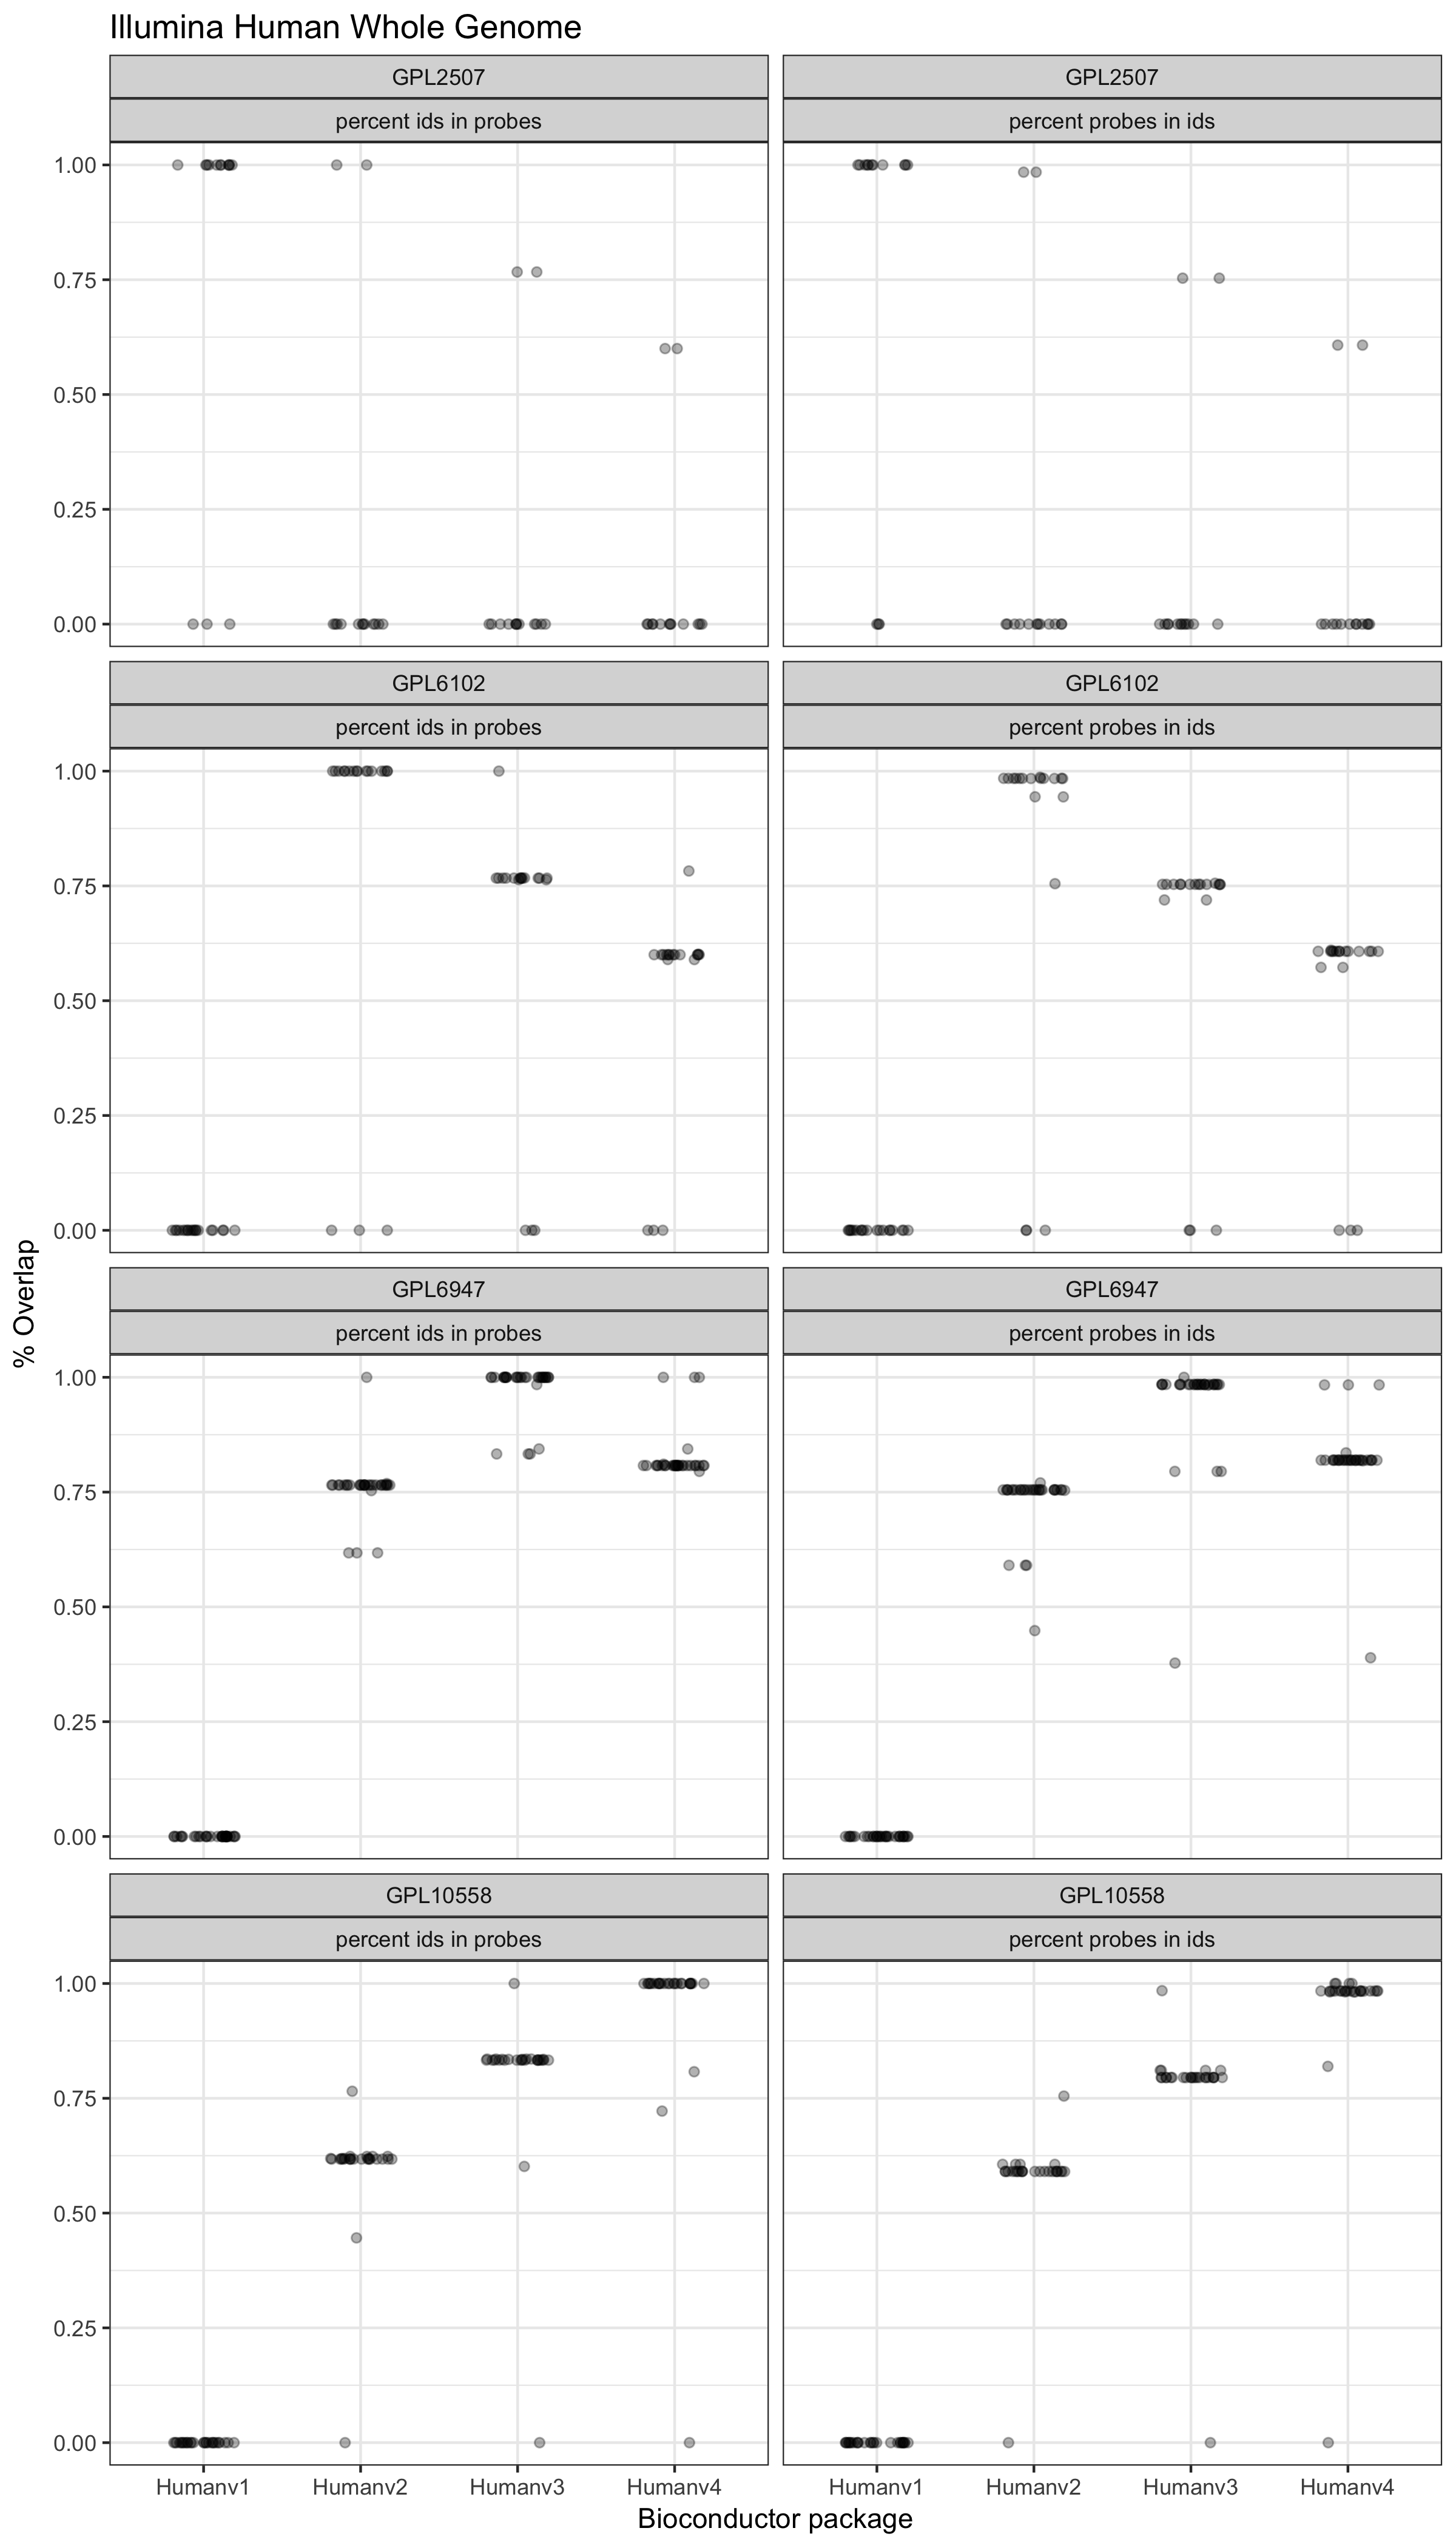 Illumina Human Whole Genome
GPL2507
GPL2507
percent ids in probes
percent probes in ids
1.00
0.75
0.50
0.25
0.00
GPL6102
GPL6102
percent ids in probes
percent probes in ids
1.00
0.75
0.50
0.25
0.00
% Overlap
GPL6947
GPL6947
percent ids in probes
percent probes in ids
1.00
0.75
0.50
0.25
0.00
GPL10558
GPL10558
percent ids in probes
percent probes in ids
1.00
0.75
0.50
0.25
0.00
Humanv1 Humanv2 Humanv3 Humanv4
Humanv1 Humanv2 Humanv3 Humanv4
Bioconductor package